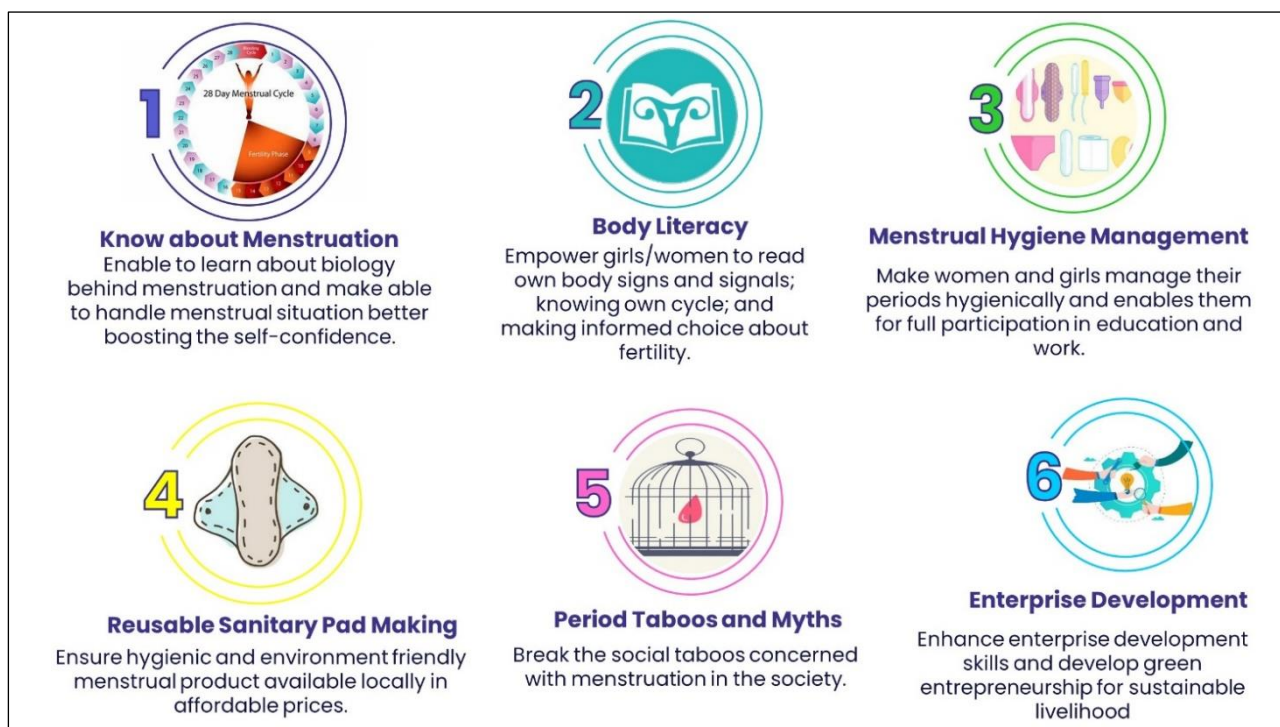 1
28 Day Menstrual Cycle
Fertility Phase
Know about Menstruation
Enable to learn about biology
behind menstruation and make able
to handle menstrual situation better
boosting the self-confidence.
2
Body Literacy
Empower girls/women to read
own body signs and signals;
knowing own cycle; and
making informed choice about
fertility.
3
Menstrual Hygiene Management
Make women and girls manage their
periods hygienically and enables them
for full participation in education and
work.
4
Reusable Sanitary Pad Making
Ensure hygienic and environment friendly
menstrual product available locally in
affordable prices.
5
Period Taboos and Myths
Break the social taboos concerned
with menstruation in the society.
6
Enterprise Development
Enhance enterprise development
skills and develop green
entrepreneurship for sustainable
livelihood